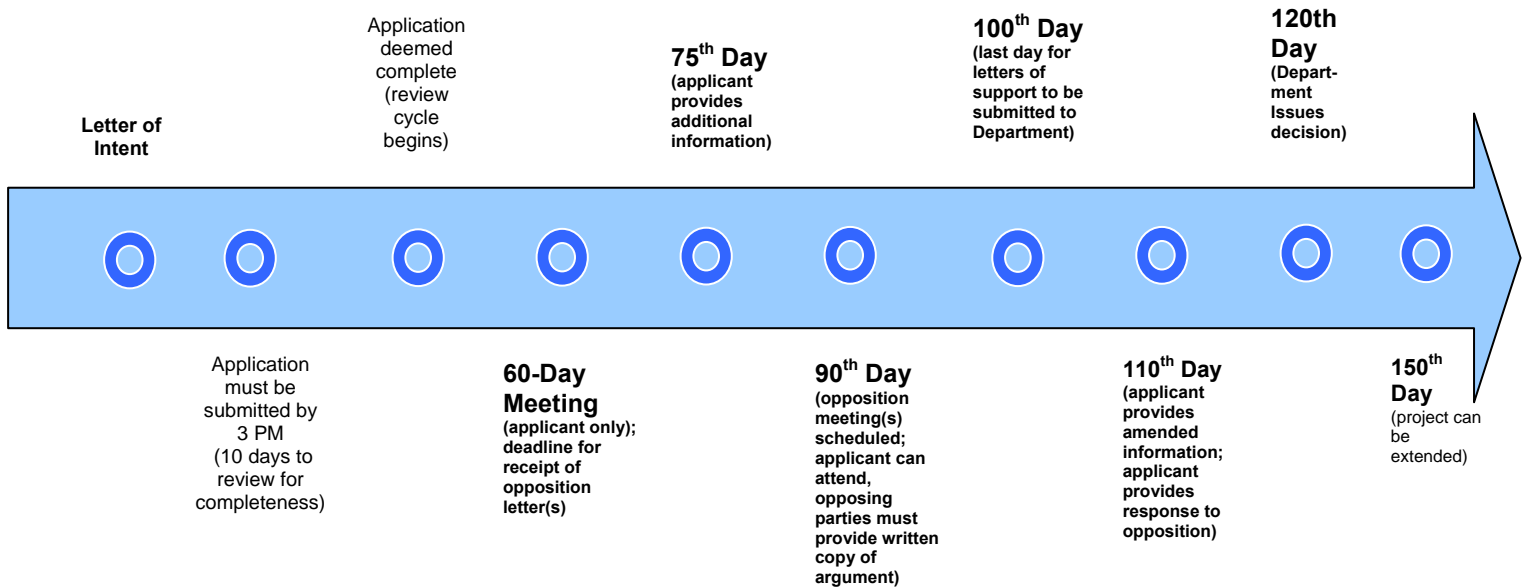 Letter of
Intent
Application
must be
submitted by
3 PM
(10 days to
review for
completeness)
Application
deemed
complete
(review
cycle
begins)
60-Day
Meeting
(applicant only);
deadline for
receipt of
opposition
letter(s)
75th Day
(applicant
provides
additional
information)
90th Day
(opposition
meeting(s)
scheduled;
applicant can
attend,
opposing
parties must
provide written
copy of
argument)
100th Day
(last day for
letters of
support to be
submitted to
Department)
110th Day
(applicant
provides
amended
information;
applicant
provides
response to
opposition)
120th
Day
(Depart-
ment
Issues
decision)
150th
Day
(project can
be
extended)